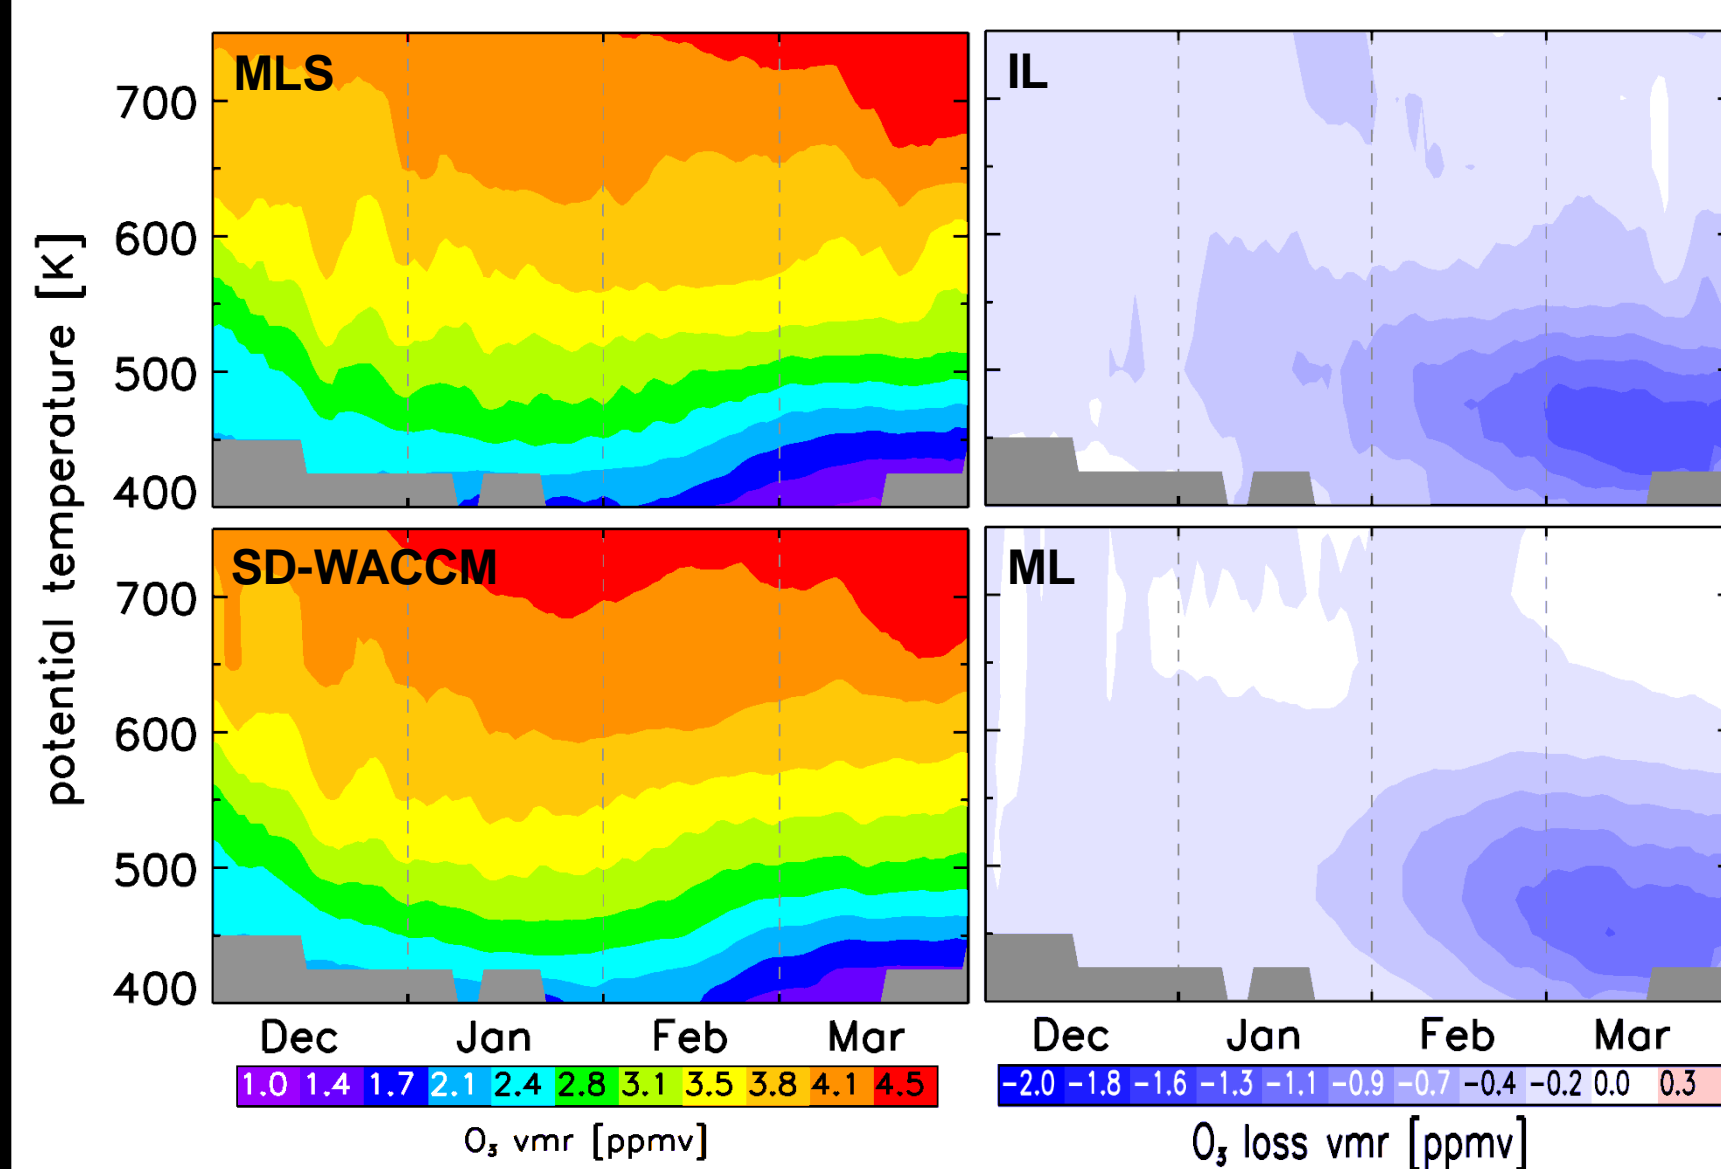 MLS
IL
700
600
500
400
potential temperature [K]
SD-WACCM
ML
700
600
500
400
Dec Jan Feb Mar
Dec Jan Feb Mar
1.0 1.4 1.7 2.1 2.4 2.8 3.1 3.5 3.8 4.1 4.5
-2.0 -1.8 -1.6 -1.3 -1.1 -0.9 -0.7 -0.4 -0.2 0.0 0.3
O₃ vmr [ppmv]
O₃ loss vmr [ppmv]